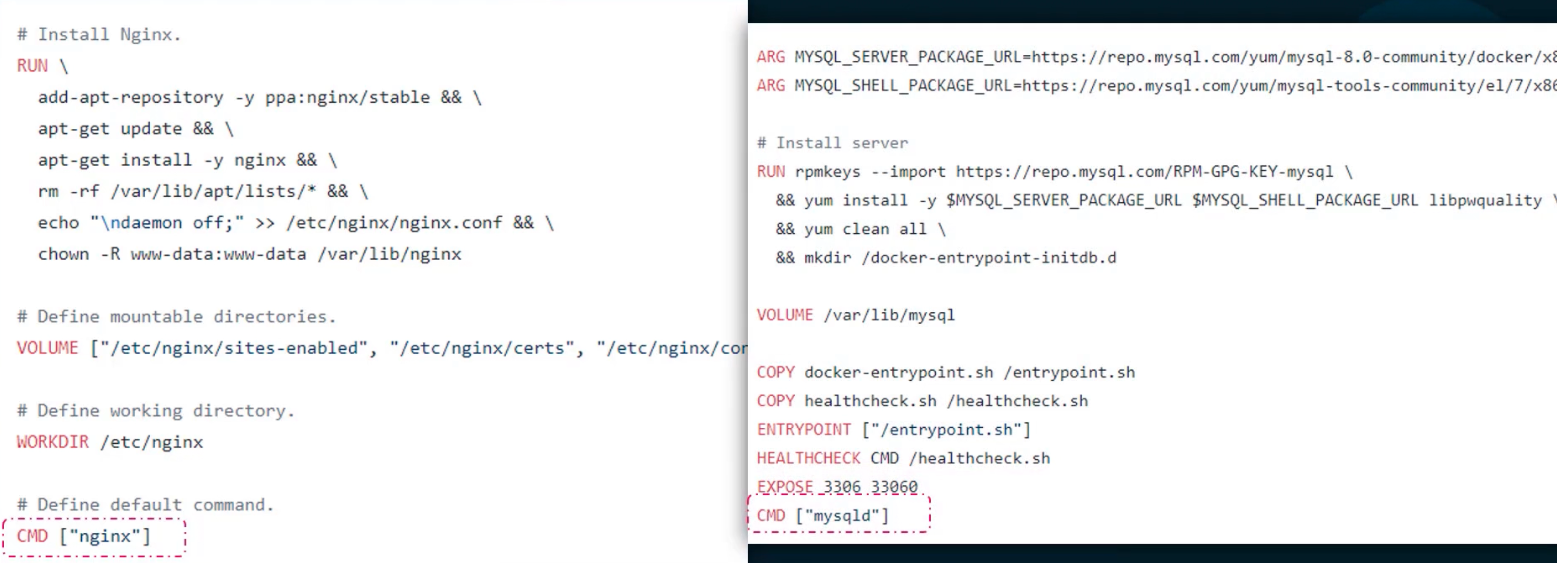 # Install Nginx.
RUN \
add-apt-repository -y ppa:nginx/stable && \
apt-get update && \
apt-get install -y nginx && \
rm -rf /var/lib/apt/lists/* && \
echo "\ndaemon off;" >> /etc/nginx/nginx.conf && \
chown -R www-data:www-data /var/lib/nginx
# Define mountable directories.
VOLUME ["/etc/nginx/sites-enabled", "/etc/nginx/certs", "/etc/nginx/cor
# Define working directory.
WORKDIR /etc/nginx
# Define default command.
CMD ["nginx"]
ARG MYSQL_SERVER_PACKAGE_URL=https://repo.mysql.com/yum/mysql-8.0-community/docker/x8
ARG MYSQL_SHELL_PACKAGE_URL=https://repo.mysql.com/yum/mysql-tools-community/el/7/x86
# Install server
RUN rpmkeys --import https://repo.mysql.com/RPM-GPG-KEY-mysql \
&& yum install -y $MYSQL_SERVER_PACKAGE_URL $MYSQL_SHELL_PACKAGE_URL libpwquality \
&& yum clean all \
&& mkdir /docker-entrypoint-initdb.d
VOLUME /var/lib/mysql
COPY docker-entrypoint.sh /entrypoint.sh
COPY healthcheck.sh /healthcheck.sh
ENTRYPOINT ["/entrypoint.sh"]
HEALTHCHECK CMD /healthcheck.sh
EXPOSE 3306 33060
CMD ["mysqld"]